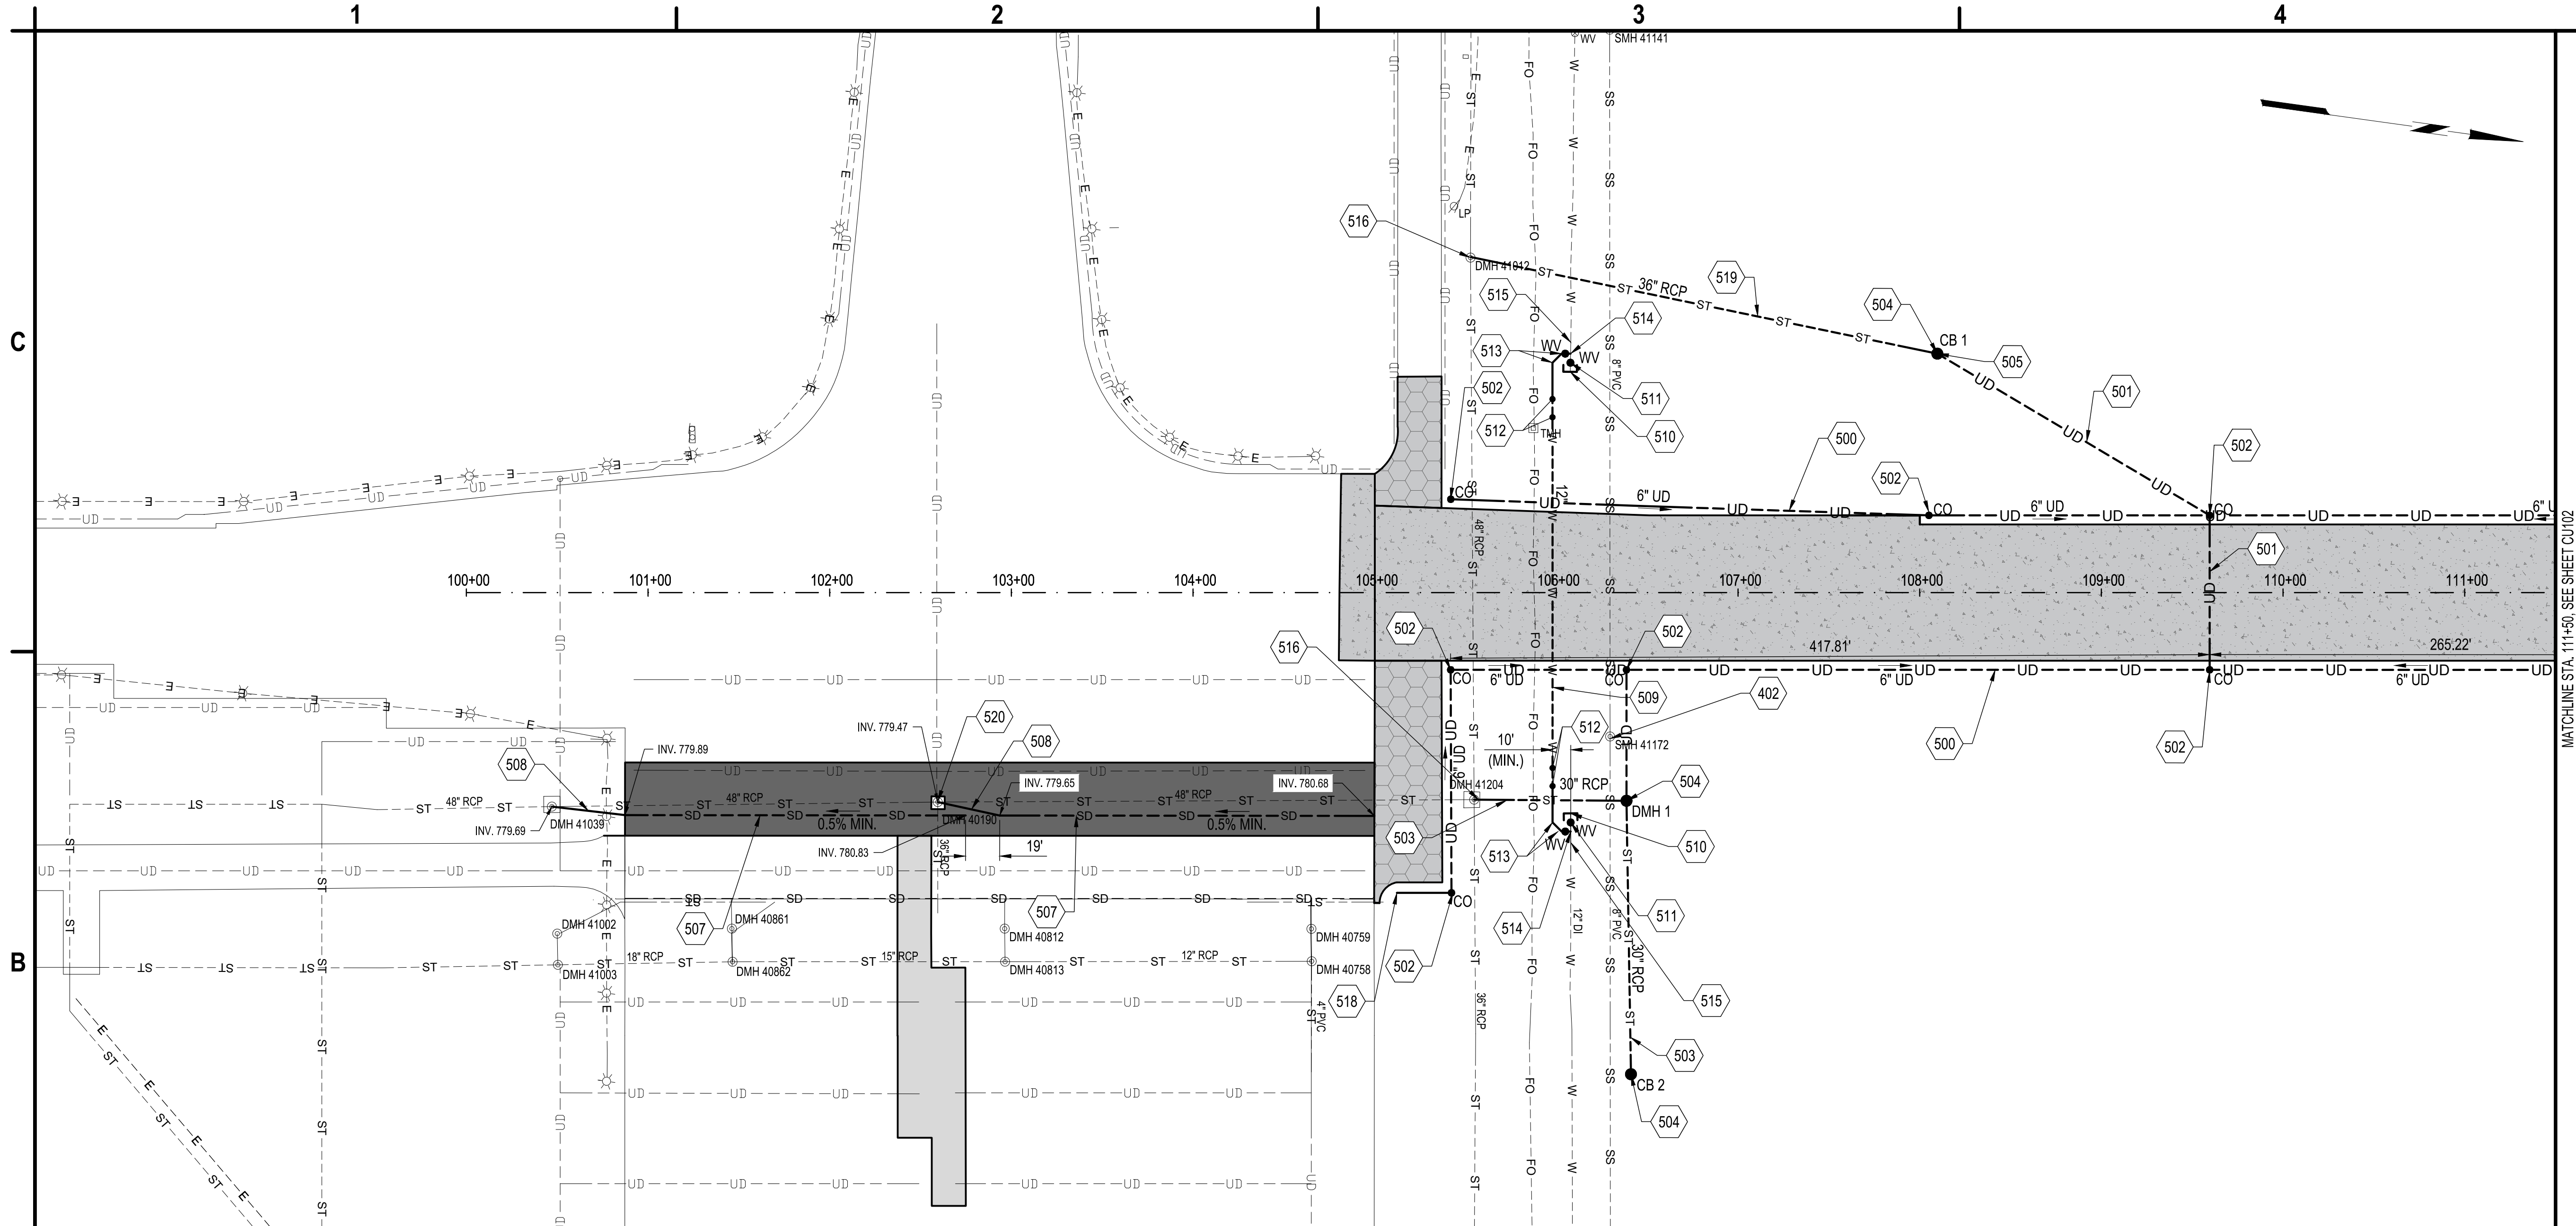 1
2
3
4
C
B
WV
SMH 41141
LP
516
DMH 41012
ST
36" RCP
519
504
CB 1
505
515
514
513
WV
WV
8" PVC
502
511
512
TMH
510
501
500
502
502
CO
6" UD
CO
6" UD
CO
12"
48" RCP
501
100+00
101+00
102+00
103+00
104+00
105+00
106+00
107+00
108+00
109+00
110+00
111+00
MATCHLINE STA. 111+50, SEE SHEET CU102
502
502
516
417.81'
265.22'
CO
6" UD
CO
6" UD
CO
6" UD
509
402
500
502
INV. 779.47
520
508
INV. 779.89
508
10'
(MIN.)
512
SMH 41172
6" UD
INV. 779.65
INV. 780.68
DMH 41204
30" RCP
504
48" RCP
48" RCP
48" RCP
DMH 1
INV. 779.69
DMH 41039
0.5% MIN.
DMH 40190
0.5% MIN.
503
510
WV
WV
INV. 780.83
36" RCP
19'
513
507
507
DMH 41002
DMH 40861
DMH 40812
DMH 40759
CO
514
12" DI
8" PVC
511
18" RCP
15" RCP
12" RCP
DMH 41003
DMH 40862
DMH 40813
DMH 40758
502
30" RCP
518
4" PVC
36" RCP
515
503
CB 2
504
UD
E
ST
SD
FO
W
SS